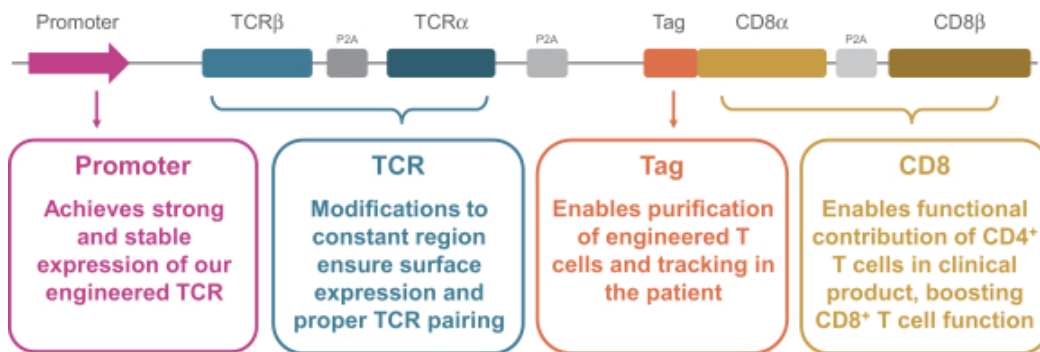 Promoter
TCRβ
P2A
TCRα
P2A
Tag
CD8α
P2A
CD8β
Promoter
Achieves strong
and stable
expression of our
engineered TCR
TCR
Modifications to
constant region
ensure surface
expression and
proper TCR pairing
Tag
Enables purification
of engineered T
cells and tracking in
the patient
CD8
Enables functional
contribution of CD4⁺
T cells in clinical
product, boosting
CD8⁺ T cell function